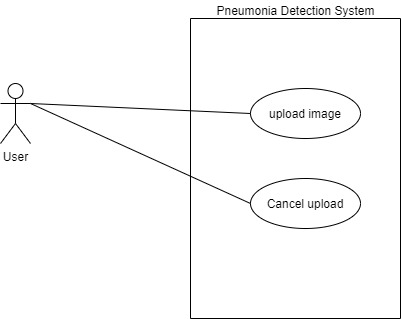 Pneumonia Detection System
upload image
User
Cancel upload